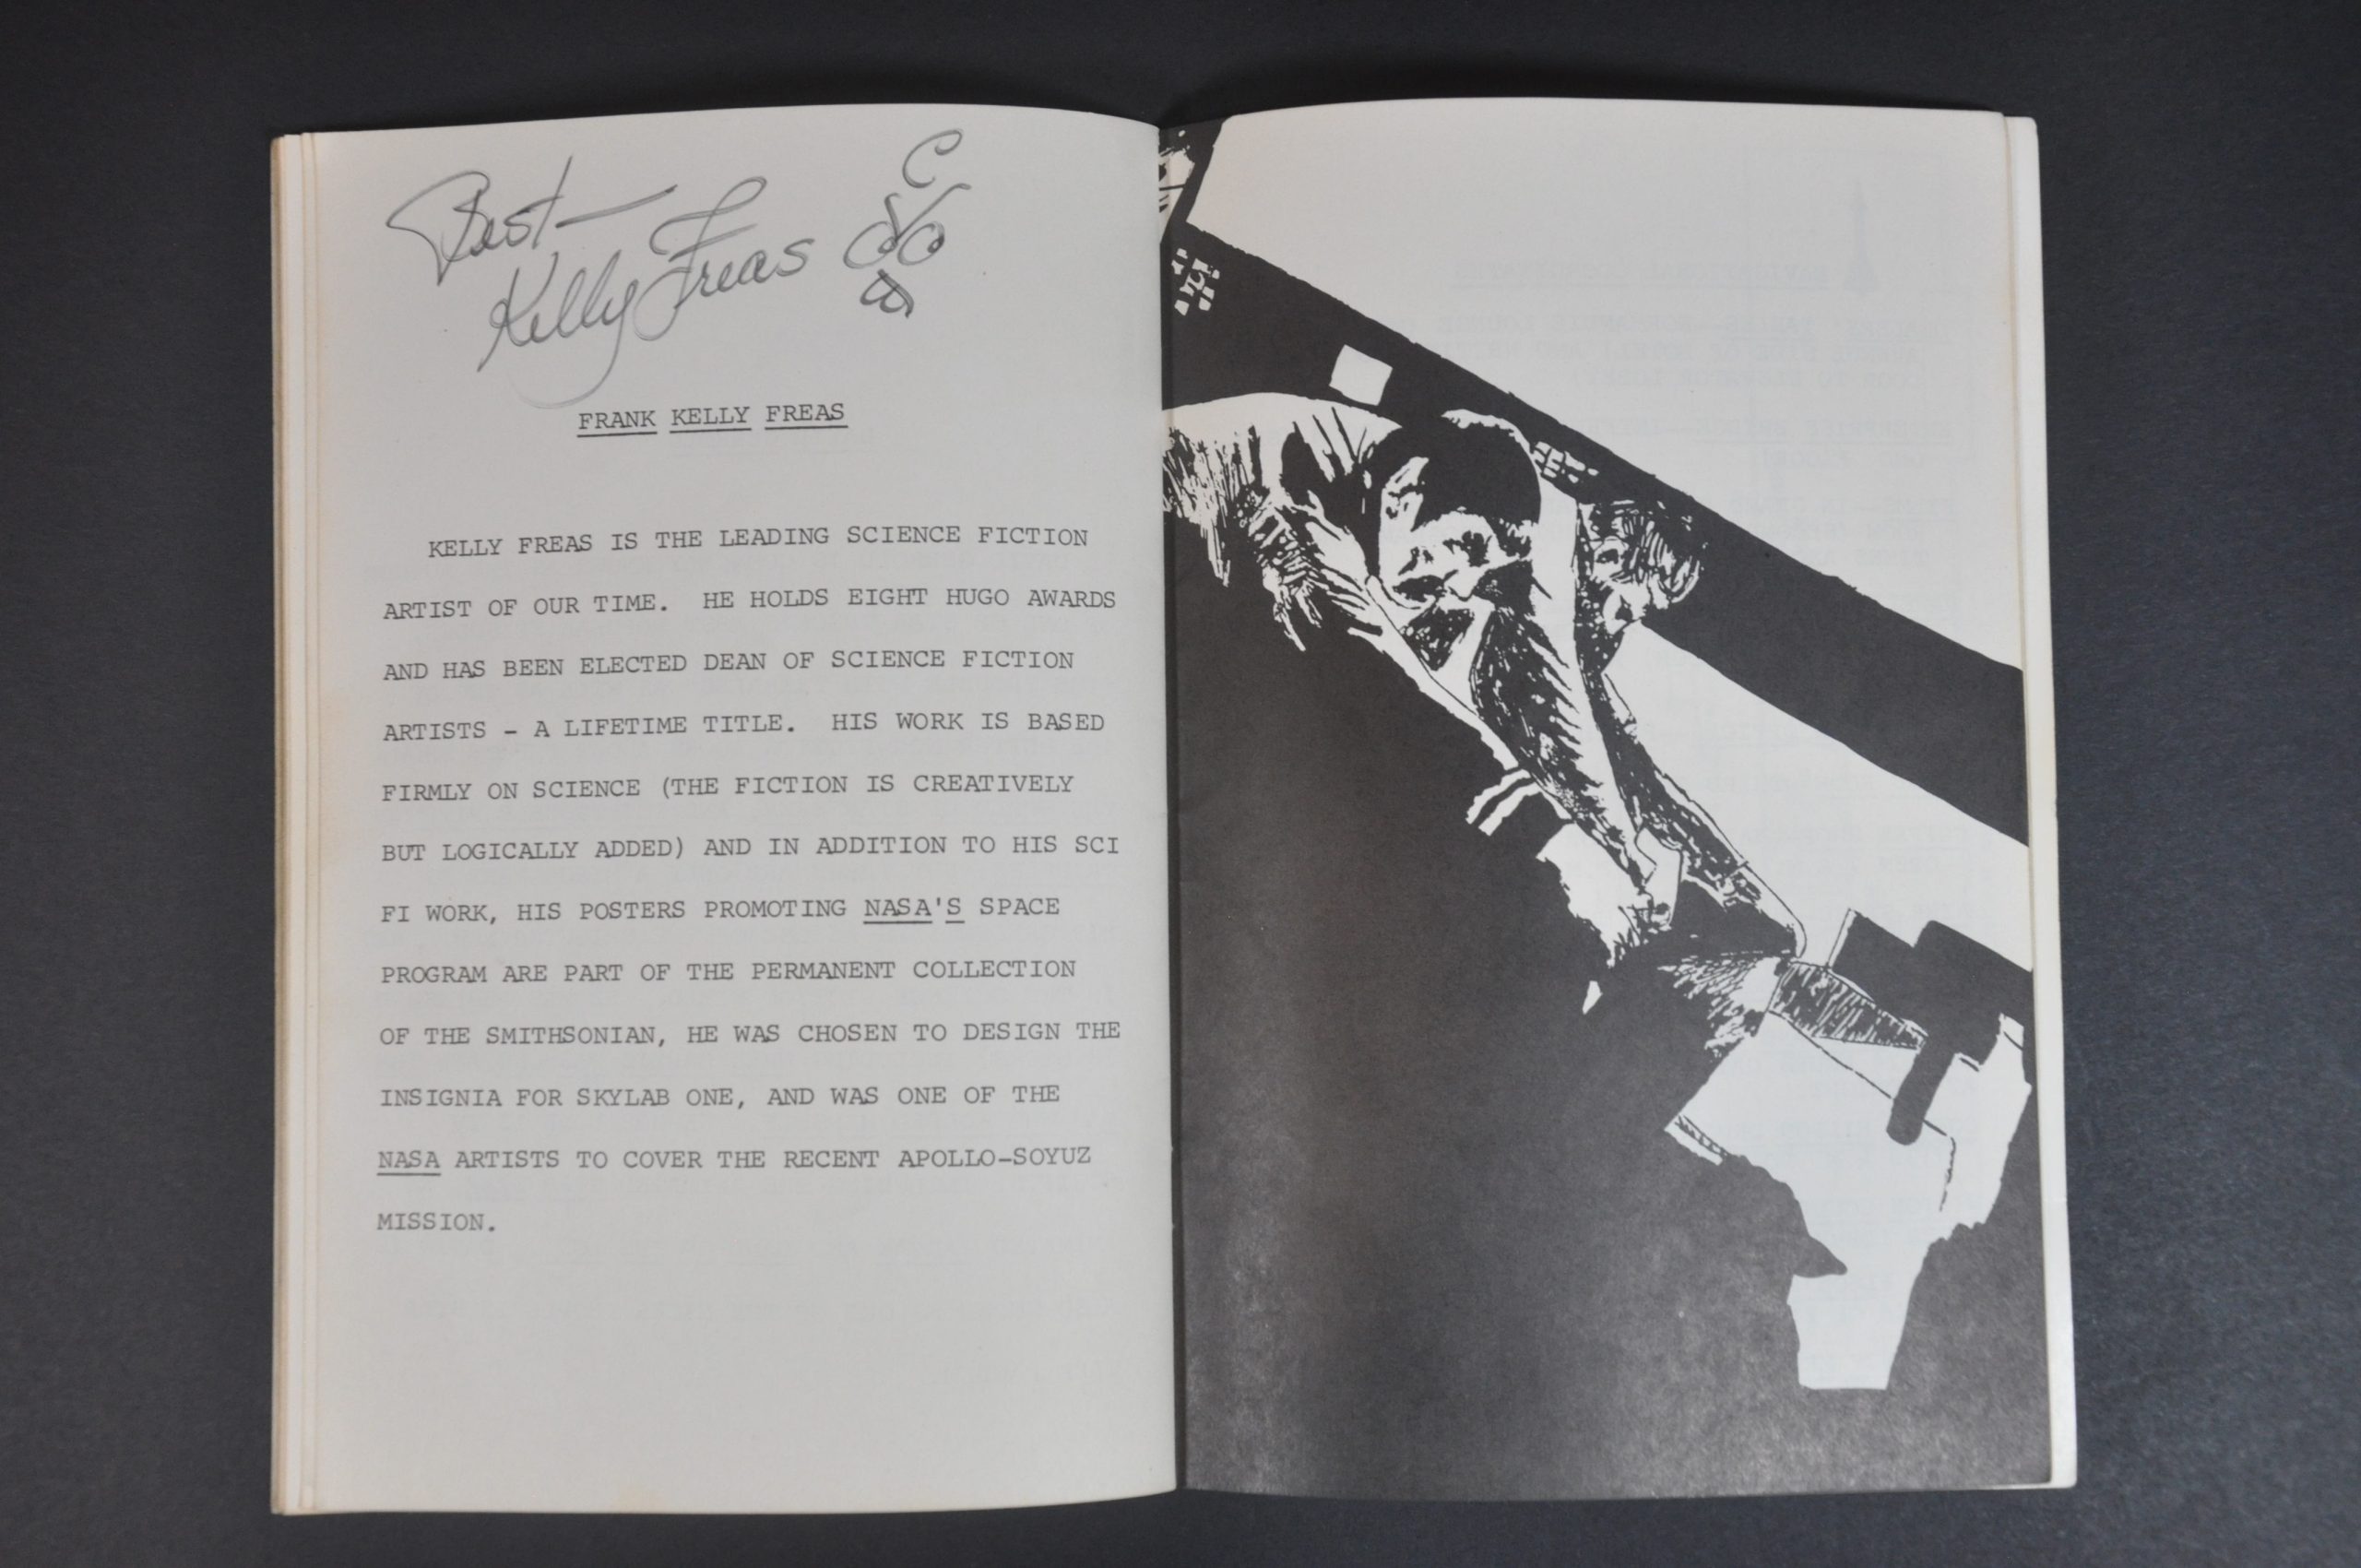 Best—
Kelly Freas
FRANK KELLY FREAS
KELLY FREAS IS THE LEADING SCIENCE FICTION
ARTIST OF OUR TIME. HE HOLDS EIGHT HUGO AWARDS
AND HAS BEEN ELECTED DEAN OF SCIENCE FICTION
ARTISTS - A LIFETIME TITLE. HIS WORK IS BASED
FIRMLY ON SCIENCE (THE FICTION IS CREATIVELY
BUT LOGICALLY ADDED) AND IN ADDITION TO HIS SCI
FI WORK, HIS POSTERS PROMOTING NASA'S SPACE
PROGRAM ARE PART OF THE PERMANENT COLLECTION
OF THE SMITHSONIAN, HE WAS CHOSEN TO DESIGN THE
INSIGNIA FOR SKYLAB ONE, AND WAS ONE OF THE
NASA ARTISTS TO COVER THE RECENT APOLLO-SOYUZ
MISSION.